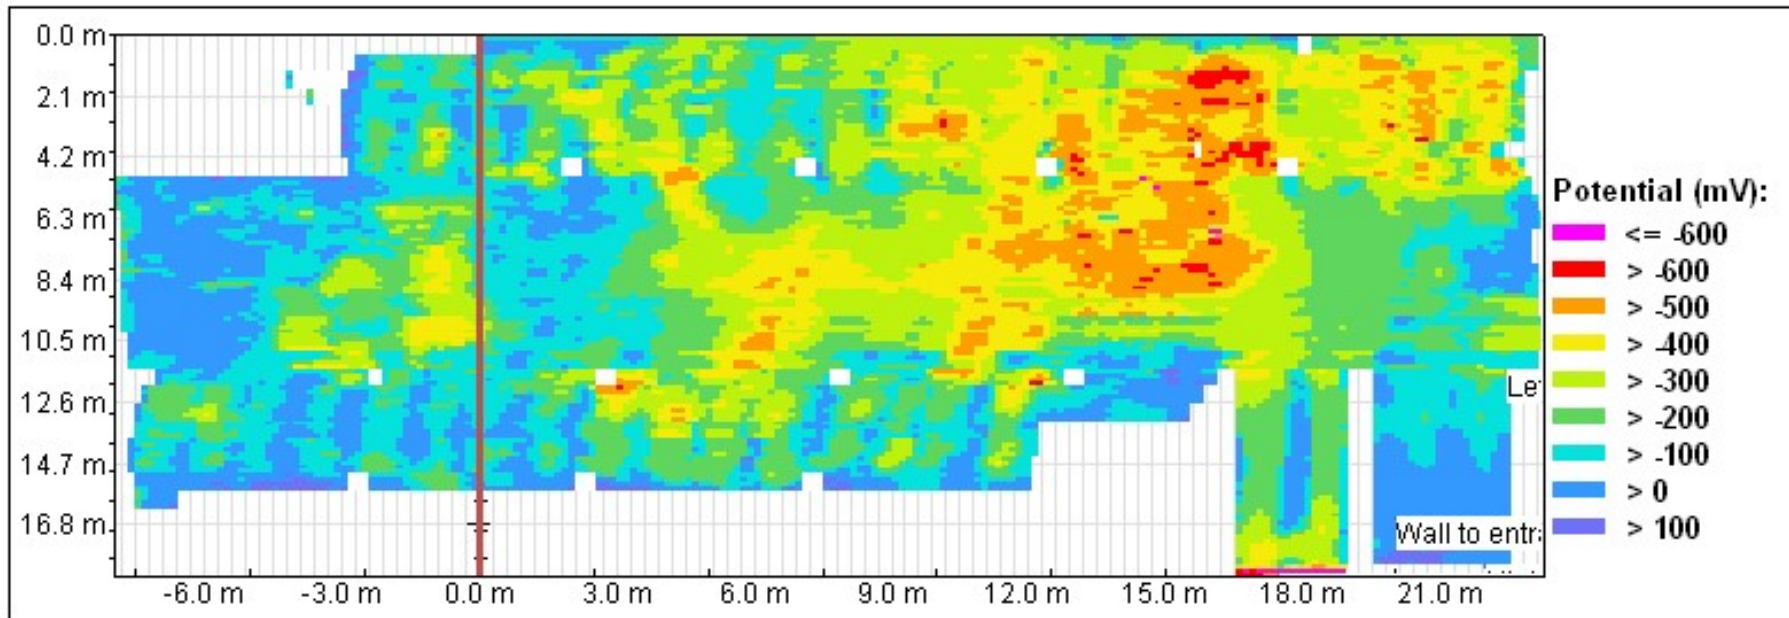 0.0 m
2.1 m
4.2 m
6.3 m
8.4 m
10.5 m
12.6 m
14.7 m
16.8 m
-6.0 m -3.0 m 0.0 m 3.0 m 6.0 m 9.0 m 12.0 m 15.0 m 18.0 m 21.0 m
Wall to entr
Potential (mV):
<= -600
> -600
> -500
> -400
> -300
> -200
> -100
> 0
> 100